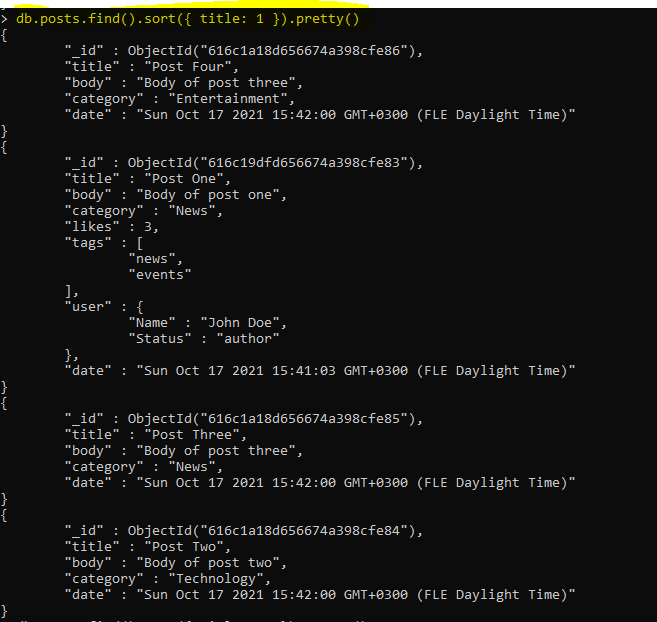 > db.posts.find().sort({ title: 1 }).pretty()
{
        "_id" : ObjectId("616c1a18d656674a398cfe86"),
        "title" : "Post Four",
        "body" : "Body of post three",
        "category" : "Entertainment",
        "date" : "Sun Oct 17 2021 15:42:00 GMT+0300 (FLE Daylight Time)"
}
{
        "_id" : ObjectId("616c19dfd656674a398cfe83"),
        "title" : "Post One",
        "body" : "Body of post one",
        "category" : "News",
        "likes" : 3,
        "tags" : [
                "news",
                "events"
        ],
        "user" : {
                "Name" : "John Doe",
                "Status" : "author"
        },
        "date" : "Sun Oct 17 2021 15:41:03 GMT+0300 (FLE Daylight Time)"
}
{
        "_id" : ObjectId("616c1a18d656674a398cfe85"),
        "title" : "Post Three",
        "body" : "Body of post three",
        "category" : "News",
        "date" : "Sun Oct 17 2021 15:42:00 GMT+0300 (FLE Daylight Time)"
}
{
        "_id" : ObjectId("616c1a18d656674a398cfe84"),
        "title" : "Post Two",
        "body" : "Body of post two",
        "category" : "Technology",
        "date" : "Sun Oct 17 2021 15:42:00 GMT+0300 (FLE Daylight Time)"
}